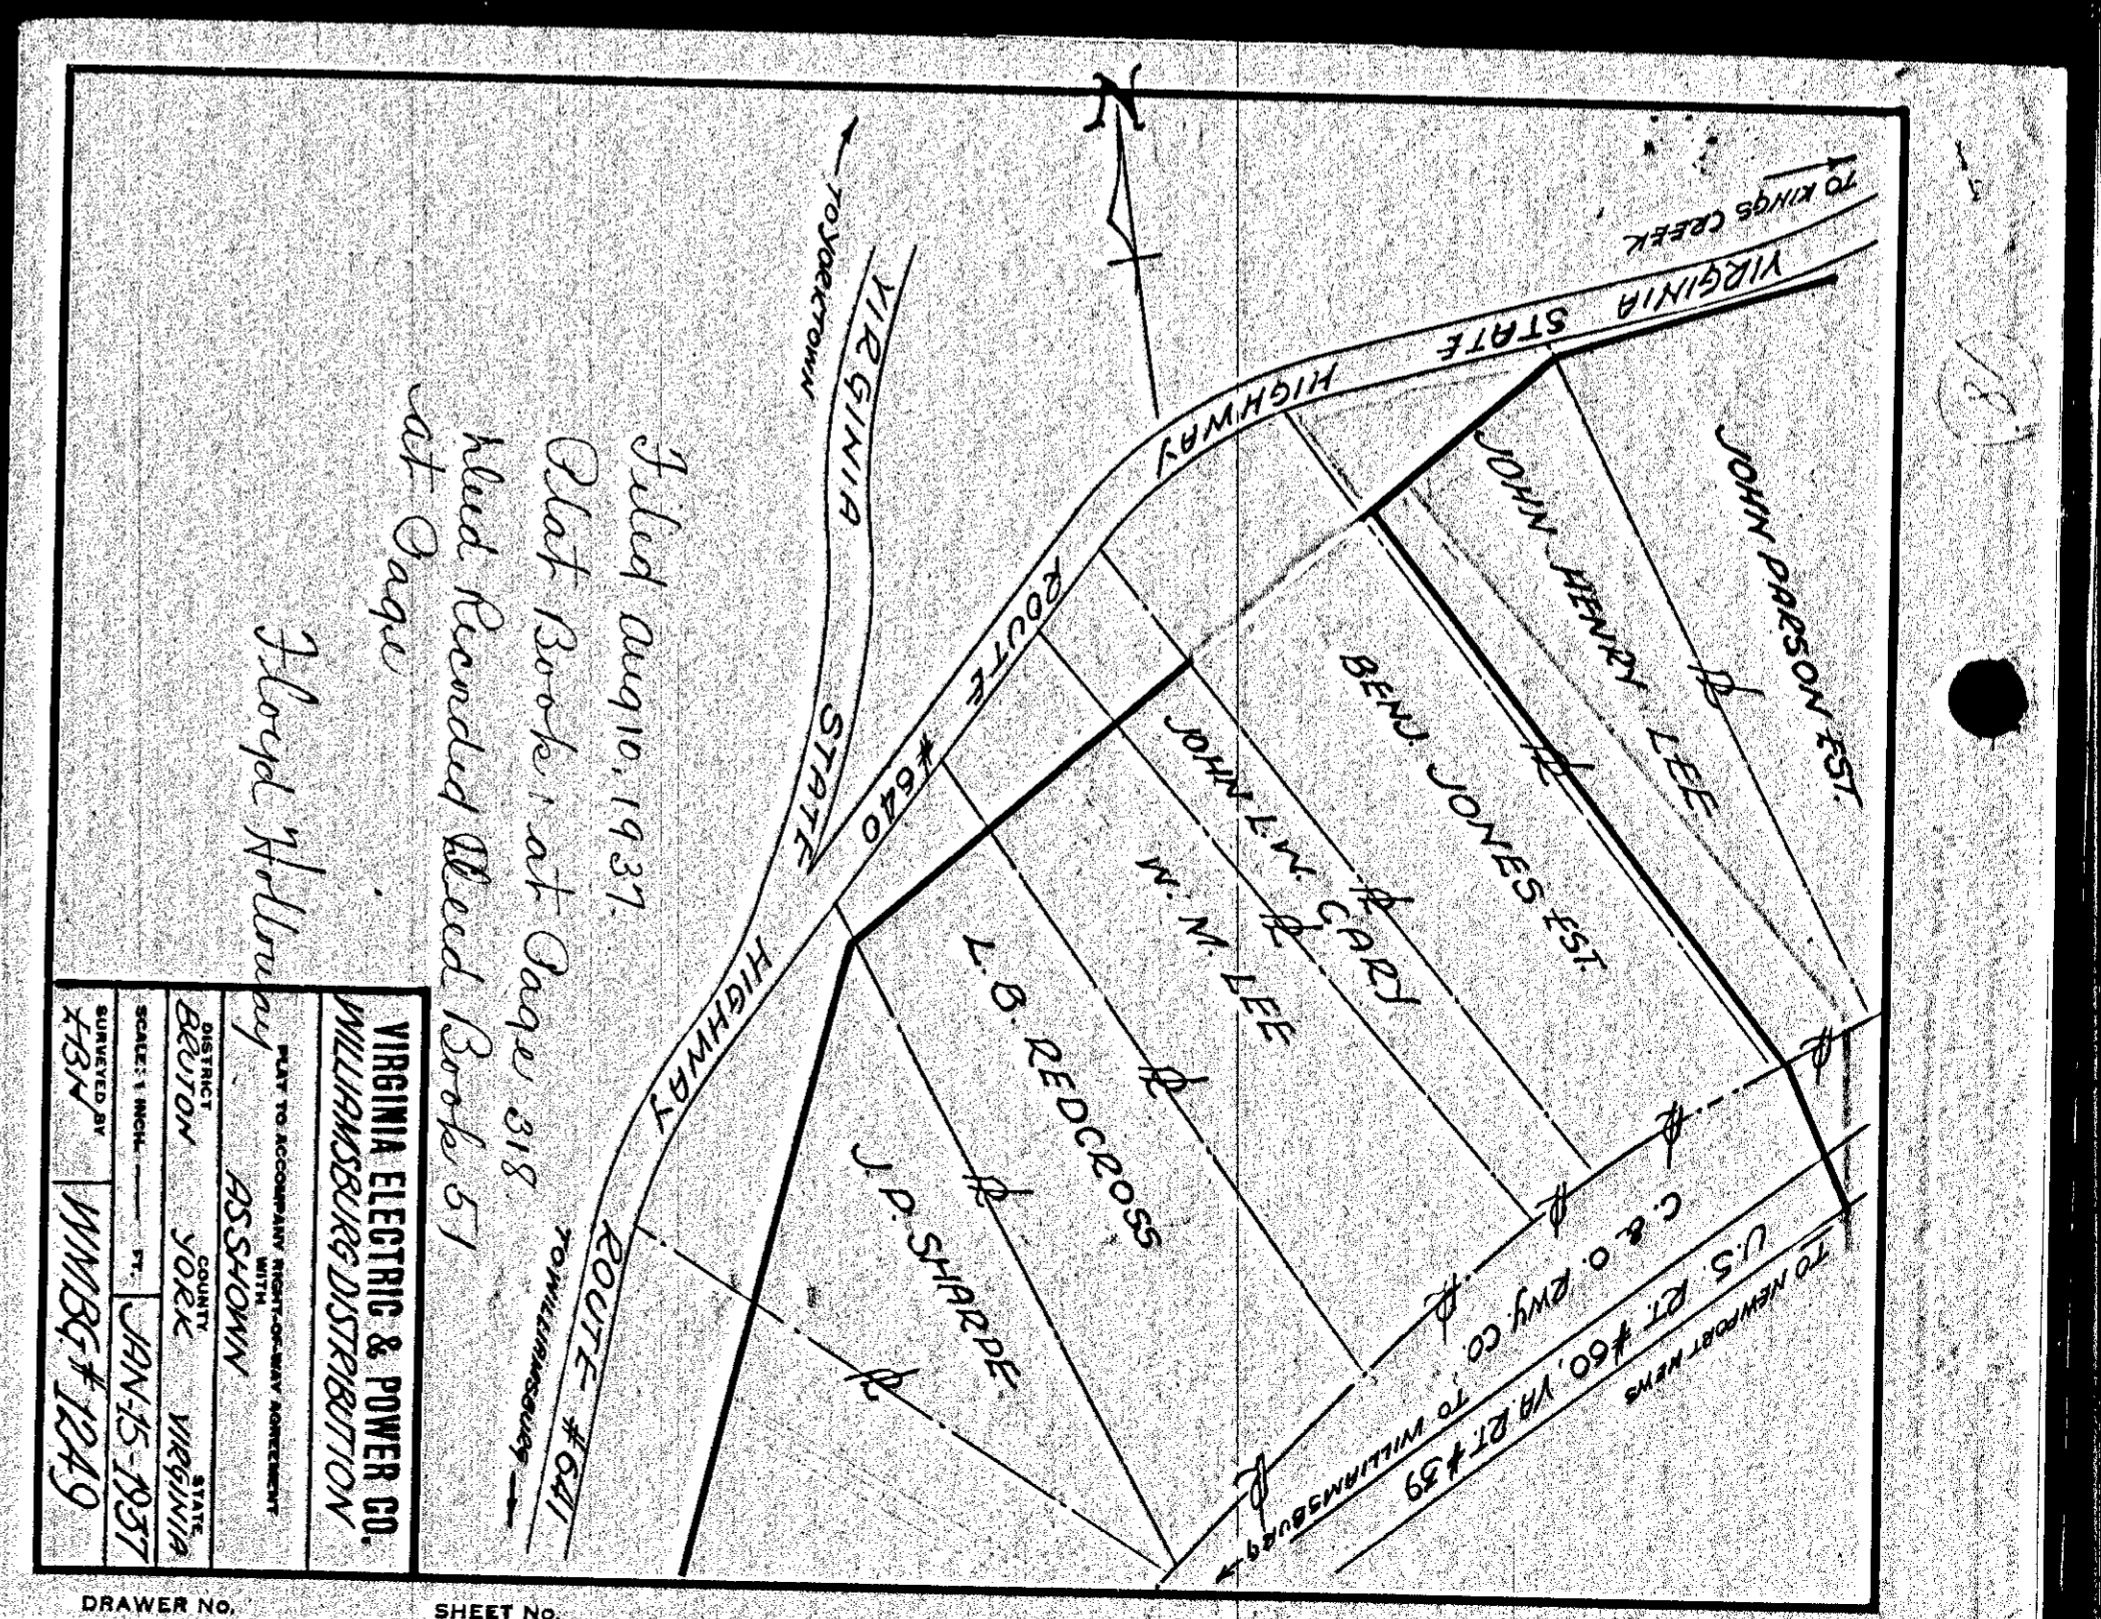 TO KINGS CREEK
VIRGINIA STATE HIGHWAY ROUTE #640
← TO YORKTOWN
VIRGINIA STATE HIGHWAY ROUTE #641
TO WILLIAMSBURG →
N
18
JOHN PARSON EST.
JOHN HENRY LEE
BENJ. JONES EST.
JOHN L.W. GARY
W. M. LEE
L. B. REDCROSS
J. P. SHARPE
C. & O. RWY. CO.
U.S. RT. #60, VA. RT. #39
TO NEWPORT NEWS
TO WILLIAMSBURG →
Filed Aug 10, 1937.
Plat Book 1 at Page 318
Deed Recorded Deed Book 51
at Page
Floyd Holloway
VIRGINIA ELECTRIC & POWER CO.
WILLIAMSBURG DISTRIBUTION
PLAT TO ACCOMPANY RIGHT-OF-WAY AGREEMENT
WITH
AS SHOWN
DISTRICT COUNTY STATE
BRUTON YORK VIRGINIA
SCALE: 1 INCH FT. JAN-15-1937
SURVEYED BY
WMBG # 12A9
DRAWER NO.
SHEET NO.